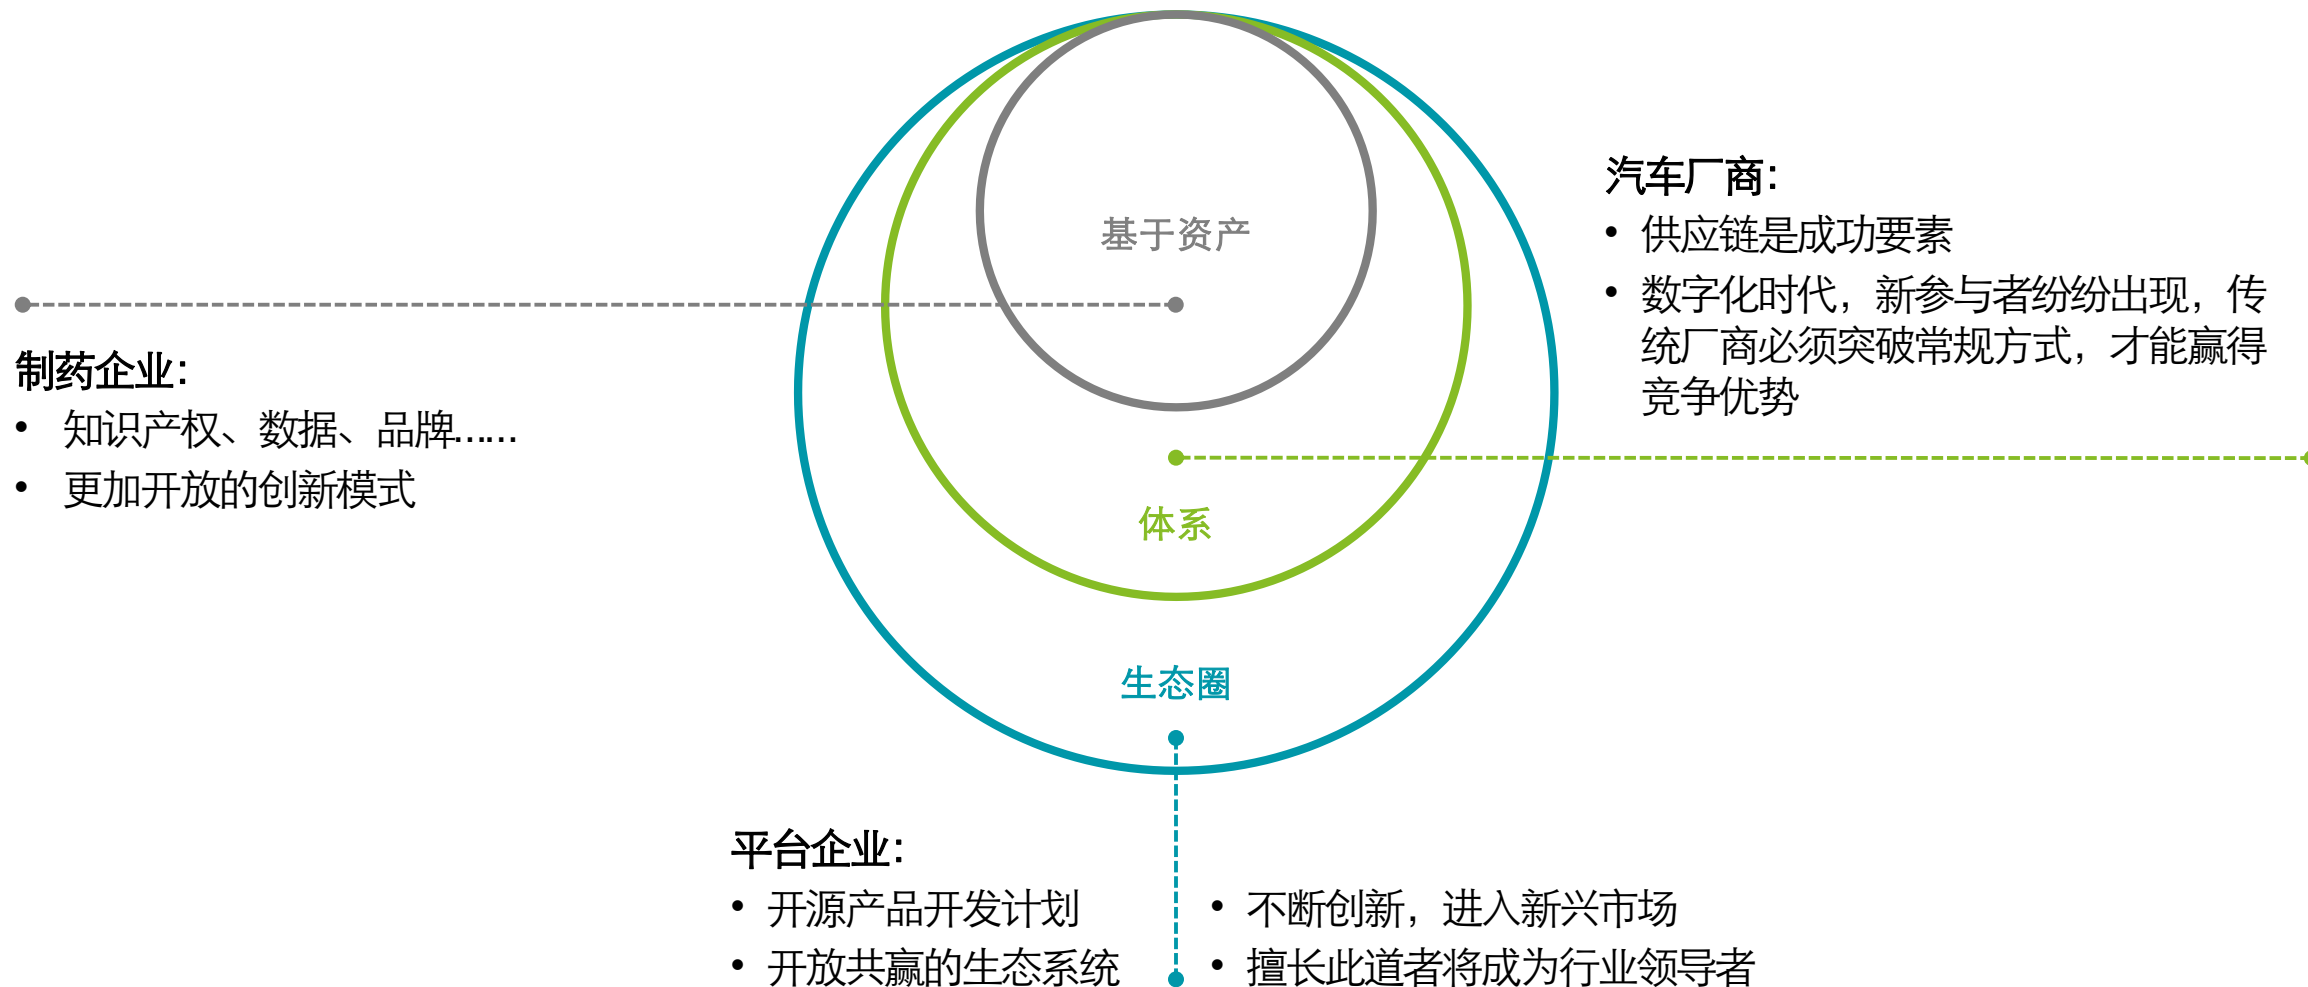 基于资产
汽车厂商：
• 供应链是成功要素
• 数字化时代，新参与者纷纷出现，传
统厂商必须突破常规方式，才能赢得
竞争优势
制药企业：
• 知识产权、数据、品牌……
• 更加开放的创新模式
体系
生态圈
平台企业：
• 开源产品开发计划
• 开放共赢的生态系统
• 不断创新，进入新兴市场
• 擅长此道者将成为行业领导者